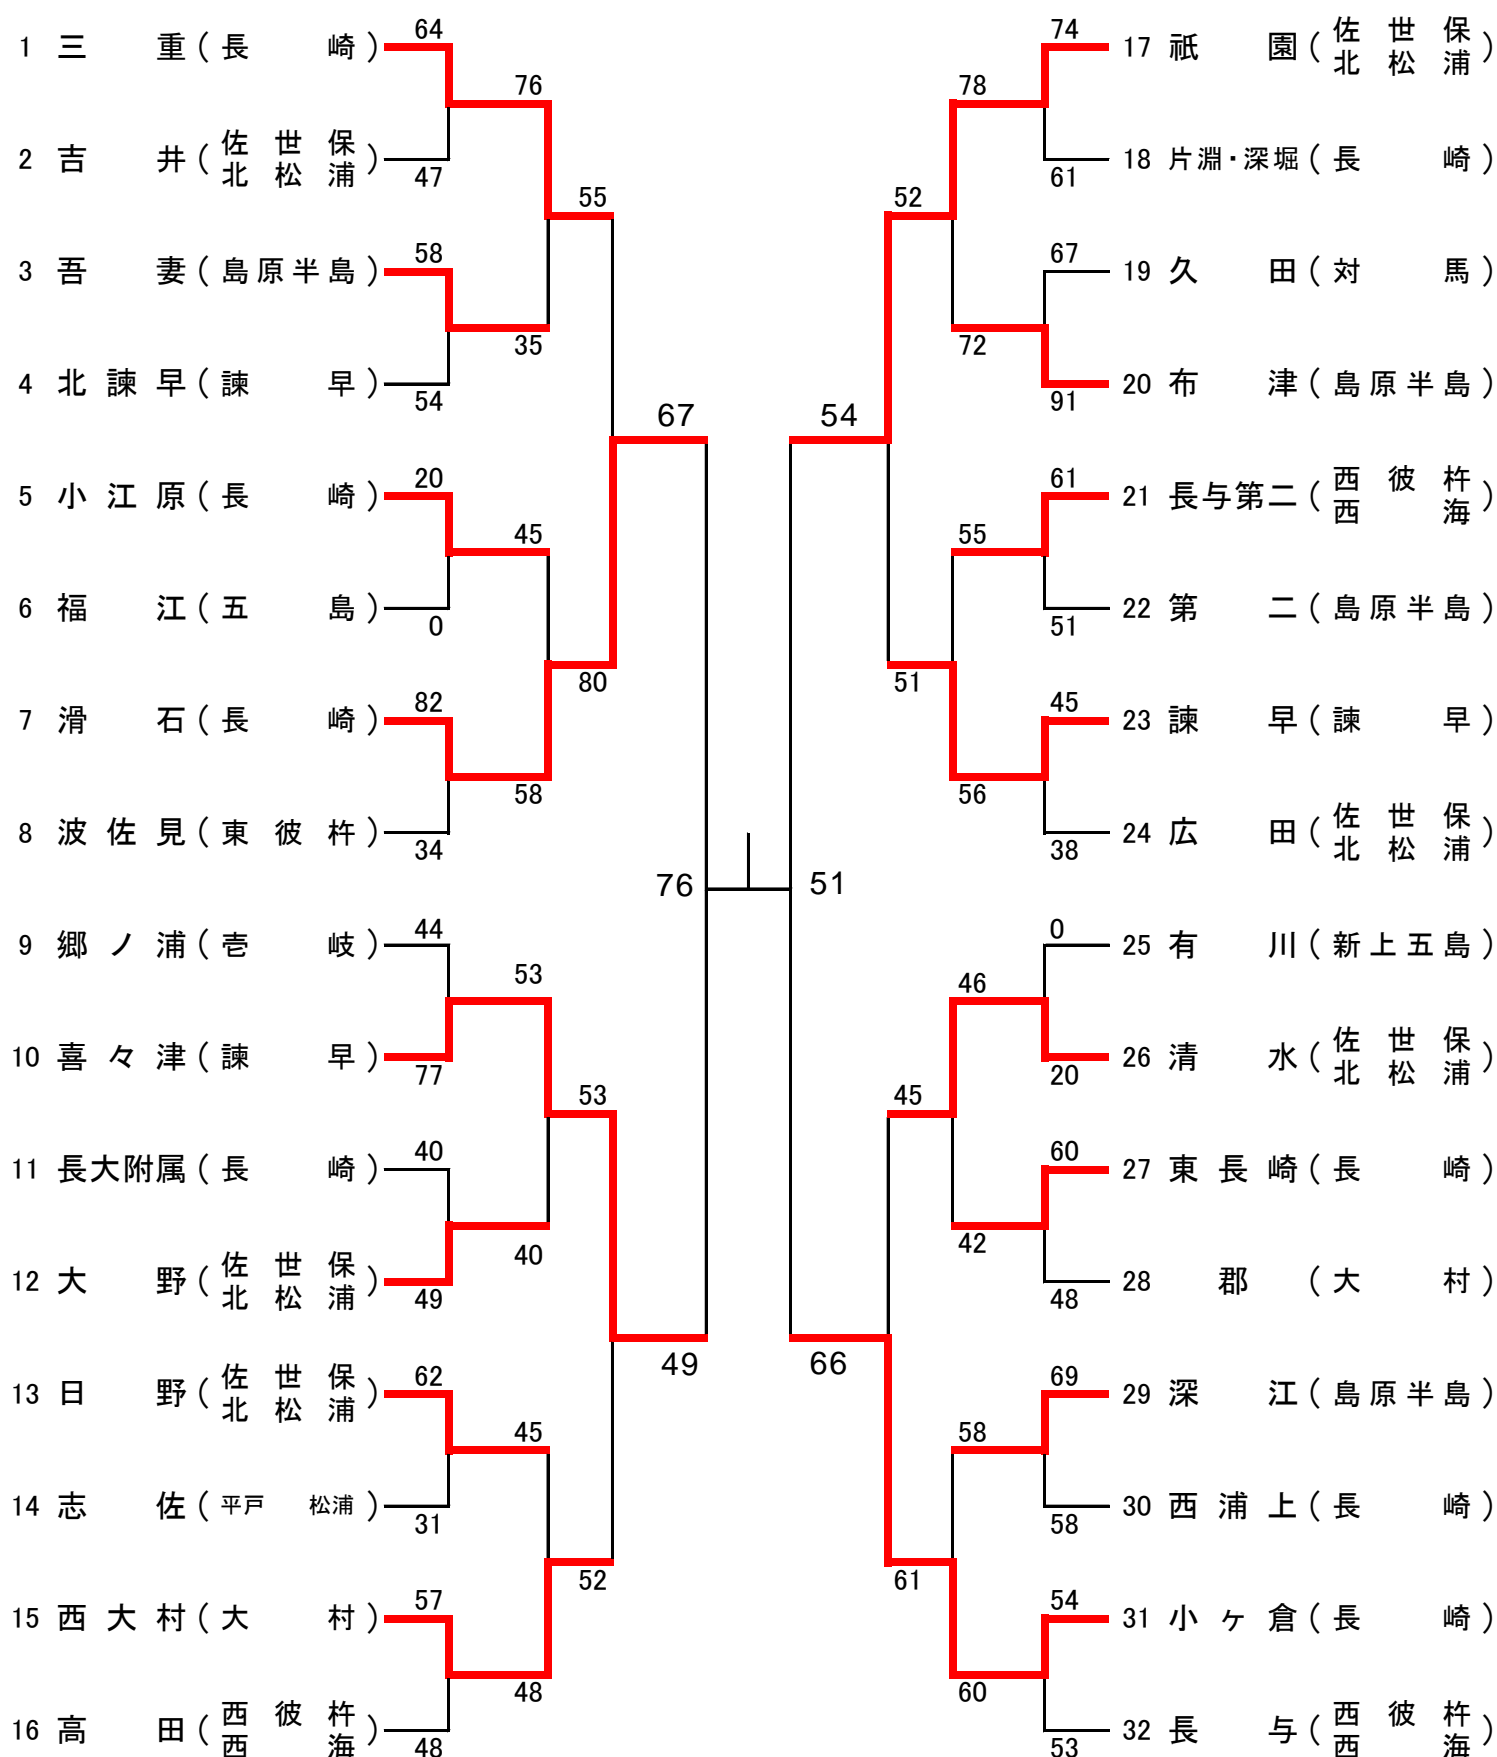 1 三重（長崎） 64
2 吉井（佐世保北松浦） 47
3 吾妻（島原半島） 58
4 北諫早（諫早） 54
5 小江原（長崎） 20
6 福江（五島） 0
7 滑石（長崎） 82
8 波佐見（東彼杵） 34
9 郷ノ浦（壱岐） 44
10 喜々津（諫早） 77
11 長大附属（長崎） 40
12 大野（佐世保北松浦） 49
13 日野（佐世保北松浦） 62
14 志佐（平戸 松浦） 31
15 西大村（大村） 57
16 高田（西彼杵西海） 48
76
35
45
58
53
40
45
48
55
80
53
52
67
49
76
51
54
66
52
51
45
61
78
72
55
56
46
42
58
60
74 17 祇園（佐世保北松浦）
61 18 片淵・深堀（長崎）
67 19 久田（対馬）
91 20 布津（島原半島）
61 21 長与第二（西彼杵西海）
51 22 第二（島原半島）
45 23 諫早（諫早）
38 24 広田（佐世保北松浦）
0 25 有川（新上五島）
20 26 清水（佐世保北松浦）
60 27 東長崎（長崎）
48 28 郡（大村）
69 29 深江（島原半島）
58 30 西浦上（長崎）
54 31 小ヶ倉（長崎）
53 32 長与（西彼杵西海）